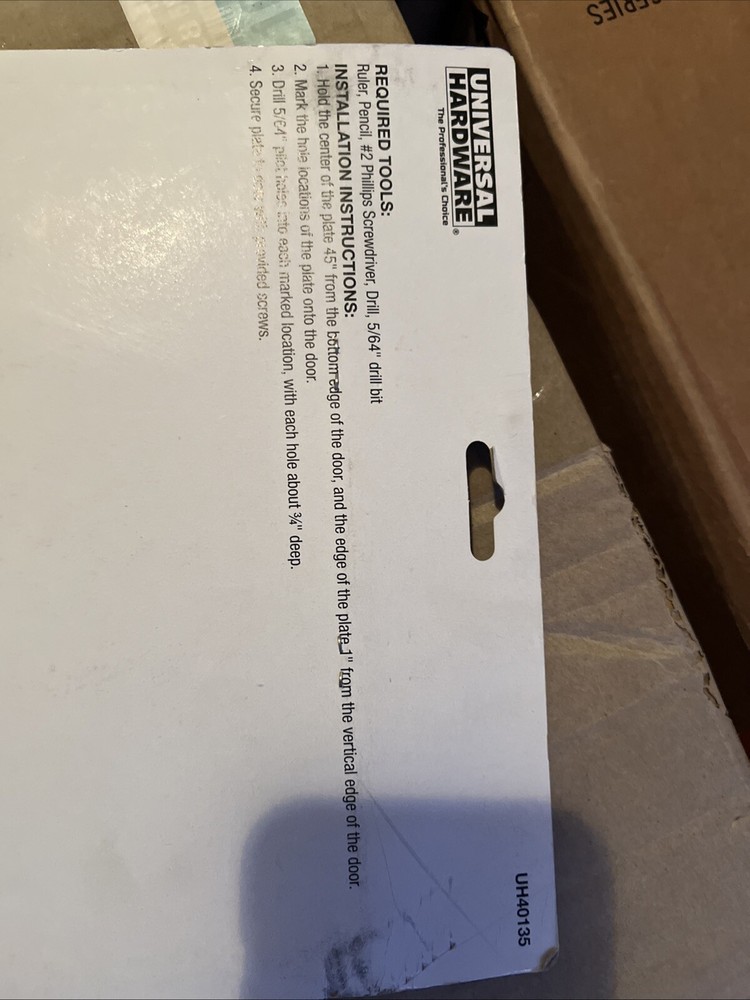 UNIVERSAL
HARDWARE®
The Professional's Choice
UH40135
REQUIRED TOOLS:
Ruler, Pencil, #2 Phillips Screwdriver, Drill, 5/64" drill bit
INSTALLATION INSTRUCTIONS:
1. Hold the center of the plate 45" from the bottom edge of the door, and the edge of the plate 1" from the vertical edge of the door.
2. Mark the hole locations of the plate onto the door.
3. Drill 5/64" pilot holes into each marked location, with each hole about ¾" deep.
4. Secure plate to door with provided screws.